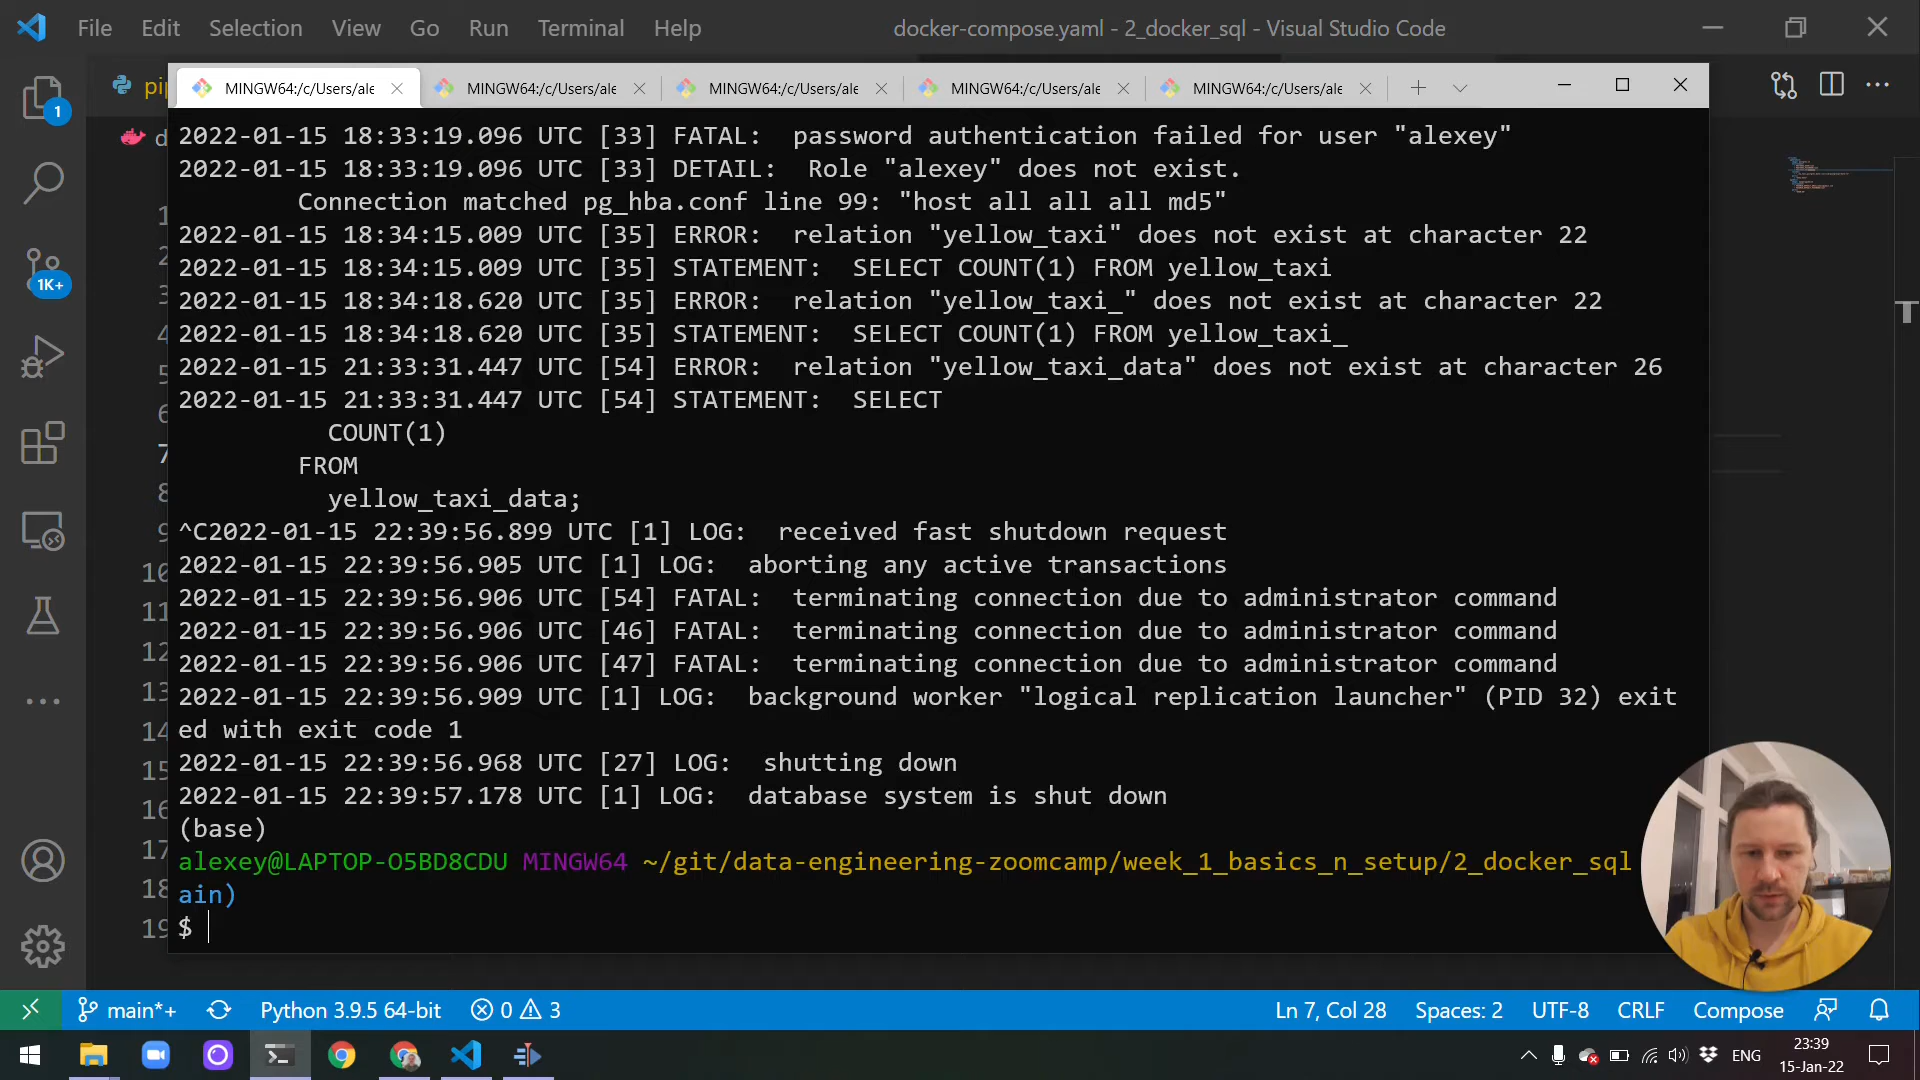 File Edit Selection View Go Run Terminal Help docker-compose.yaml - 2_docker_sql - Visual Studio Code
MINGW64:/c/Users/ale MINGW64:/c/Users/ale MINGW64:/c/Users/ale MINGW64:/c/Users/ale MINGW64:/c/Users/ale
1
1K+
2022-01-15 18:33:19.096 UTC [33] FATAL:  password authentication failed for user "alexey"
2022-01-15 18:33:19.096 UTC [33] DETAIL:  Role "alexey" does not exist.
Connection matched pg_hba.conf line 99: "host all all all md5"
2022-01-15 18:34:15.009 UTC [35] ERROR:  relation "yellow_taxi" does not exist at character 22
2022-01-15 18:34:15.009 UTC [35] STATEMENT:  SELECT COUNT(1) FROM yellow_taxi
2022-01-15 18:34:18.620 UTC [35] ERROR:  relation "yellow_taxi_" does not exist at character 22
2022-01-15 18:34:18.620 UTC [35] STATEMENT:  SELECT COUNT(1) FROM yellow_taxi_
2022-01-15 21:33:31.447 UTC [54] ERROR:  relation "yellow_taxi_data" does not exist at character 26
2022-01-15 21:33:31.447 UTC [54] STATEMENT:  SELECT
COUNT(1)
FROM
yellow_taxi_data;
^C2022-01-15 22:39:56.899 UTC [1] LOG:  received fast shutdown request
2022-01-15 22:39:56.905 UTC [1] LOG:  aborting any active transactions
2022-01-15 22:39:56.906 UTC [54] FATAL:  terminating connection due to administrator command
2022-01-15 22:39:56.906 UTC [46] FATAL:  terminating connection due to administrator command
2022-01-15 22:39:56.906 UTC [47] FATAL:  terminating connection due to administrator command
2022-01-15 22:39:56.909 UTC [1] LOG:  background worker "logical replication launcher" (PID 32) exit
ed with exit code 1
2022-01-15 22:39:56.968 UTC [27] LOG:  shutting down
2022-01-15 22:39:57.178 UTC [1] LOG:  database system is shut down
(base)
alexey@LAPTOP-O5BD8CDU MINGW64 ~/git/data-engineering-zoomcamp/week_1_basics_n_setup/2_docker_sql
ain)
$
10
11
12
13
14
15
16
17
18
19
main*+ Python 3.9.5 64-bit 0 3 Ln 7, Col 28 Spaces: 2 UTF-8 CRLF Compose
ENG 23:39
15-Jan-22